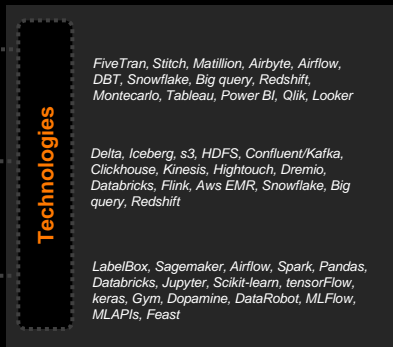 Technologies
FiveTran, Stitch, Matillion, Airbyte, Airflow,
DBT, Snowflake, Big query, Redshift,
Montecarlo, Tableau, Power BI, Qlik, Looker
Delta, Iceberg, s3, HDFS, Confluent/Kafka,
Clickhouse, Kinesis, Hightouch, Dremio,
Databricks, Flink, Aws EMR, Snowflake, Big
query, Redshift
LabelBox, Sagemaker, Airflow, Spark, Pandas,
Databricks, Jupyter, Scikit-learn, tensorFlow,
keras, Gym, Dopamine, DataRobot, MLFlow,
MLAPIs, Feast